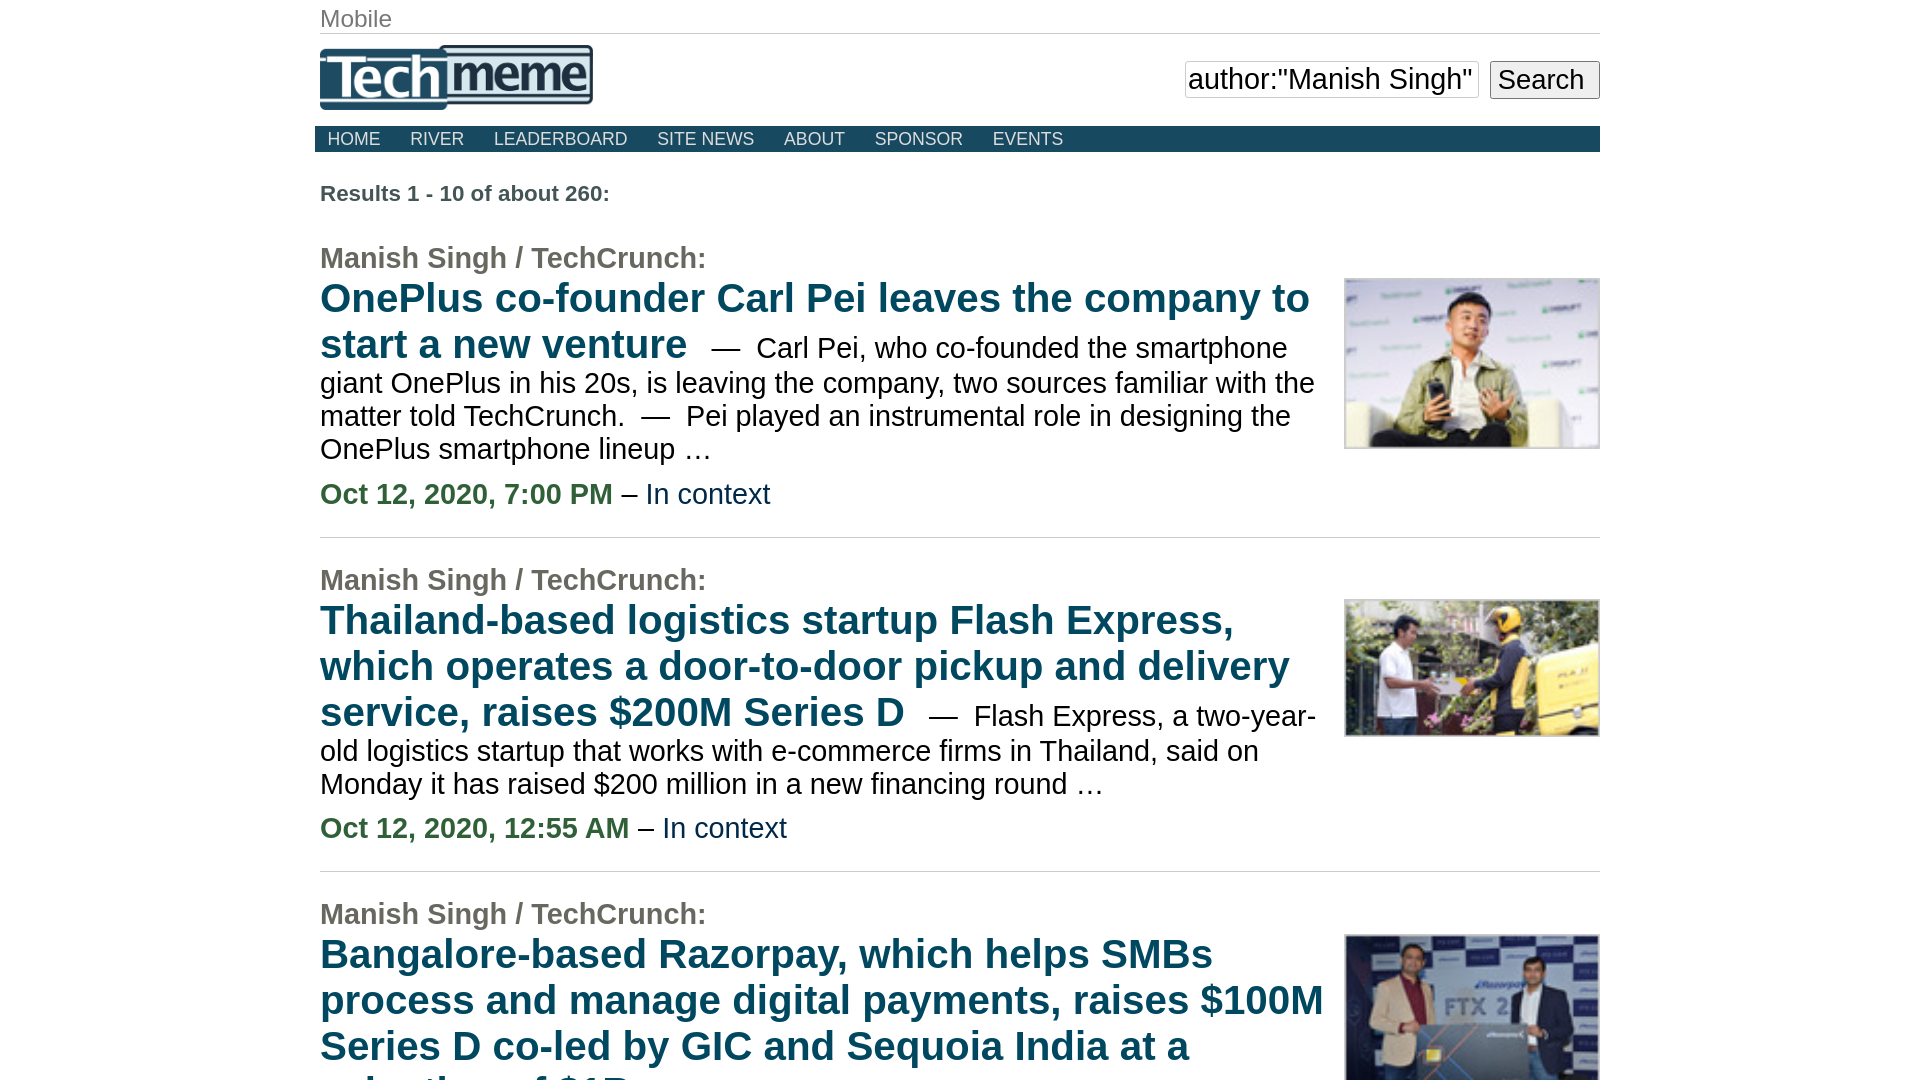 Mobile
Tech meme
author:"Manish Singh" Search
HOME RIVER LEADERBOARD SITE NEWS ABOUT SPONSOR EVENTS
Results 1 - 10 of about 260:
Manish Singh / TechCrunch:
OnePlus co-founder Carl Pei leaves the company to
start a new venture — Carl Pei, who co-founded the smartphone
giant OnePlus in his 20s, is leaving the company, two sources familiar with the
matter told TechCrunch. — Pei played an instrumental role in designing the
OnePlus smartphone lineup …
Oct 12, 2020, 7:00 PM – In context
Manish Singh / TechCrunch:
Thailand-based logistics startup Flash Express,
which operates a door-to-door pickup and delivery
service, raises $200M Series D — Flash Express, a two-year-
old logistics startup that works with e-commerce firms in Thailand, said on
Monday it has raised $200 million in a new financing round …
Oct 12, 2020, 12:55 AM – In context
Manish Singh / TechCrunch:
Bangalore-based Razorpay, which helps SMBs
process and manage digital payments, raises $100M
Series D co-led by GIC and Sequoia India at a
FTX 2